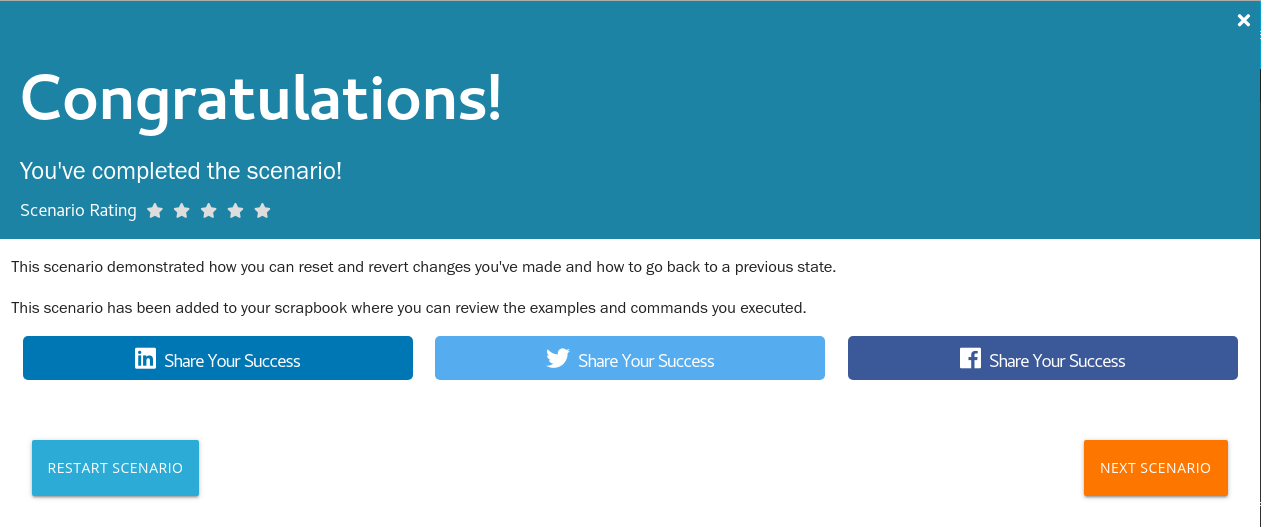 Congratulations!
You've completed the scenario!
Scenario Rating
This scenario demonstrated how you can reset and revert changes you've made and how to go back to a previous state.
This scenario has been added to your scrapbook where you can review the examples and commands you executed.
Share Your Success
Share Your Success
Share Your Success
RESTART SCENARIO
NEXT SCENARIO